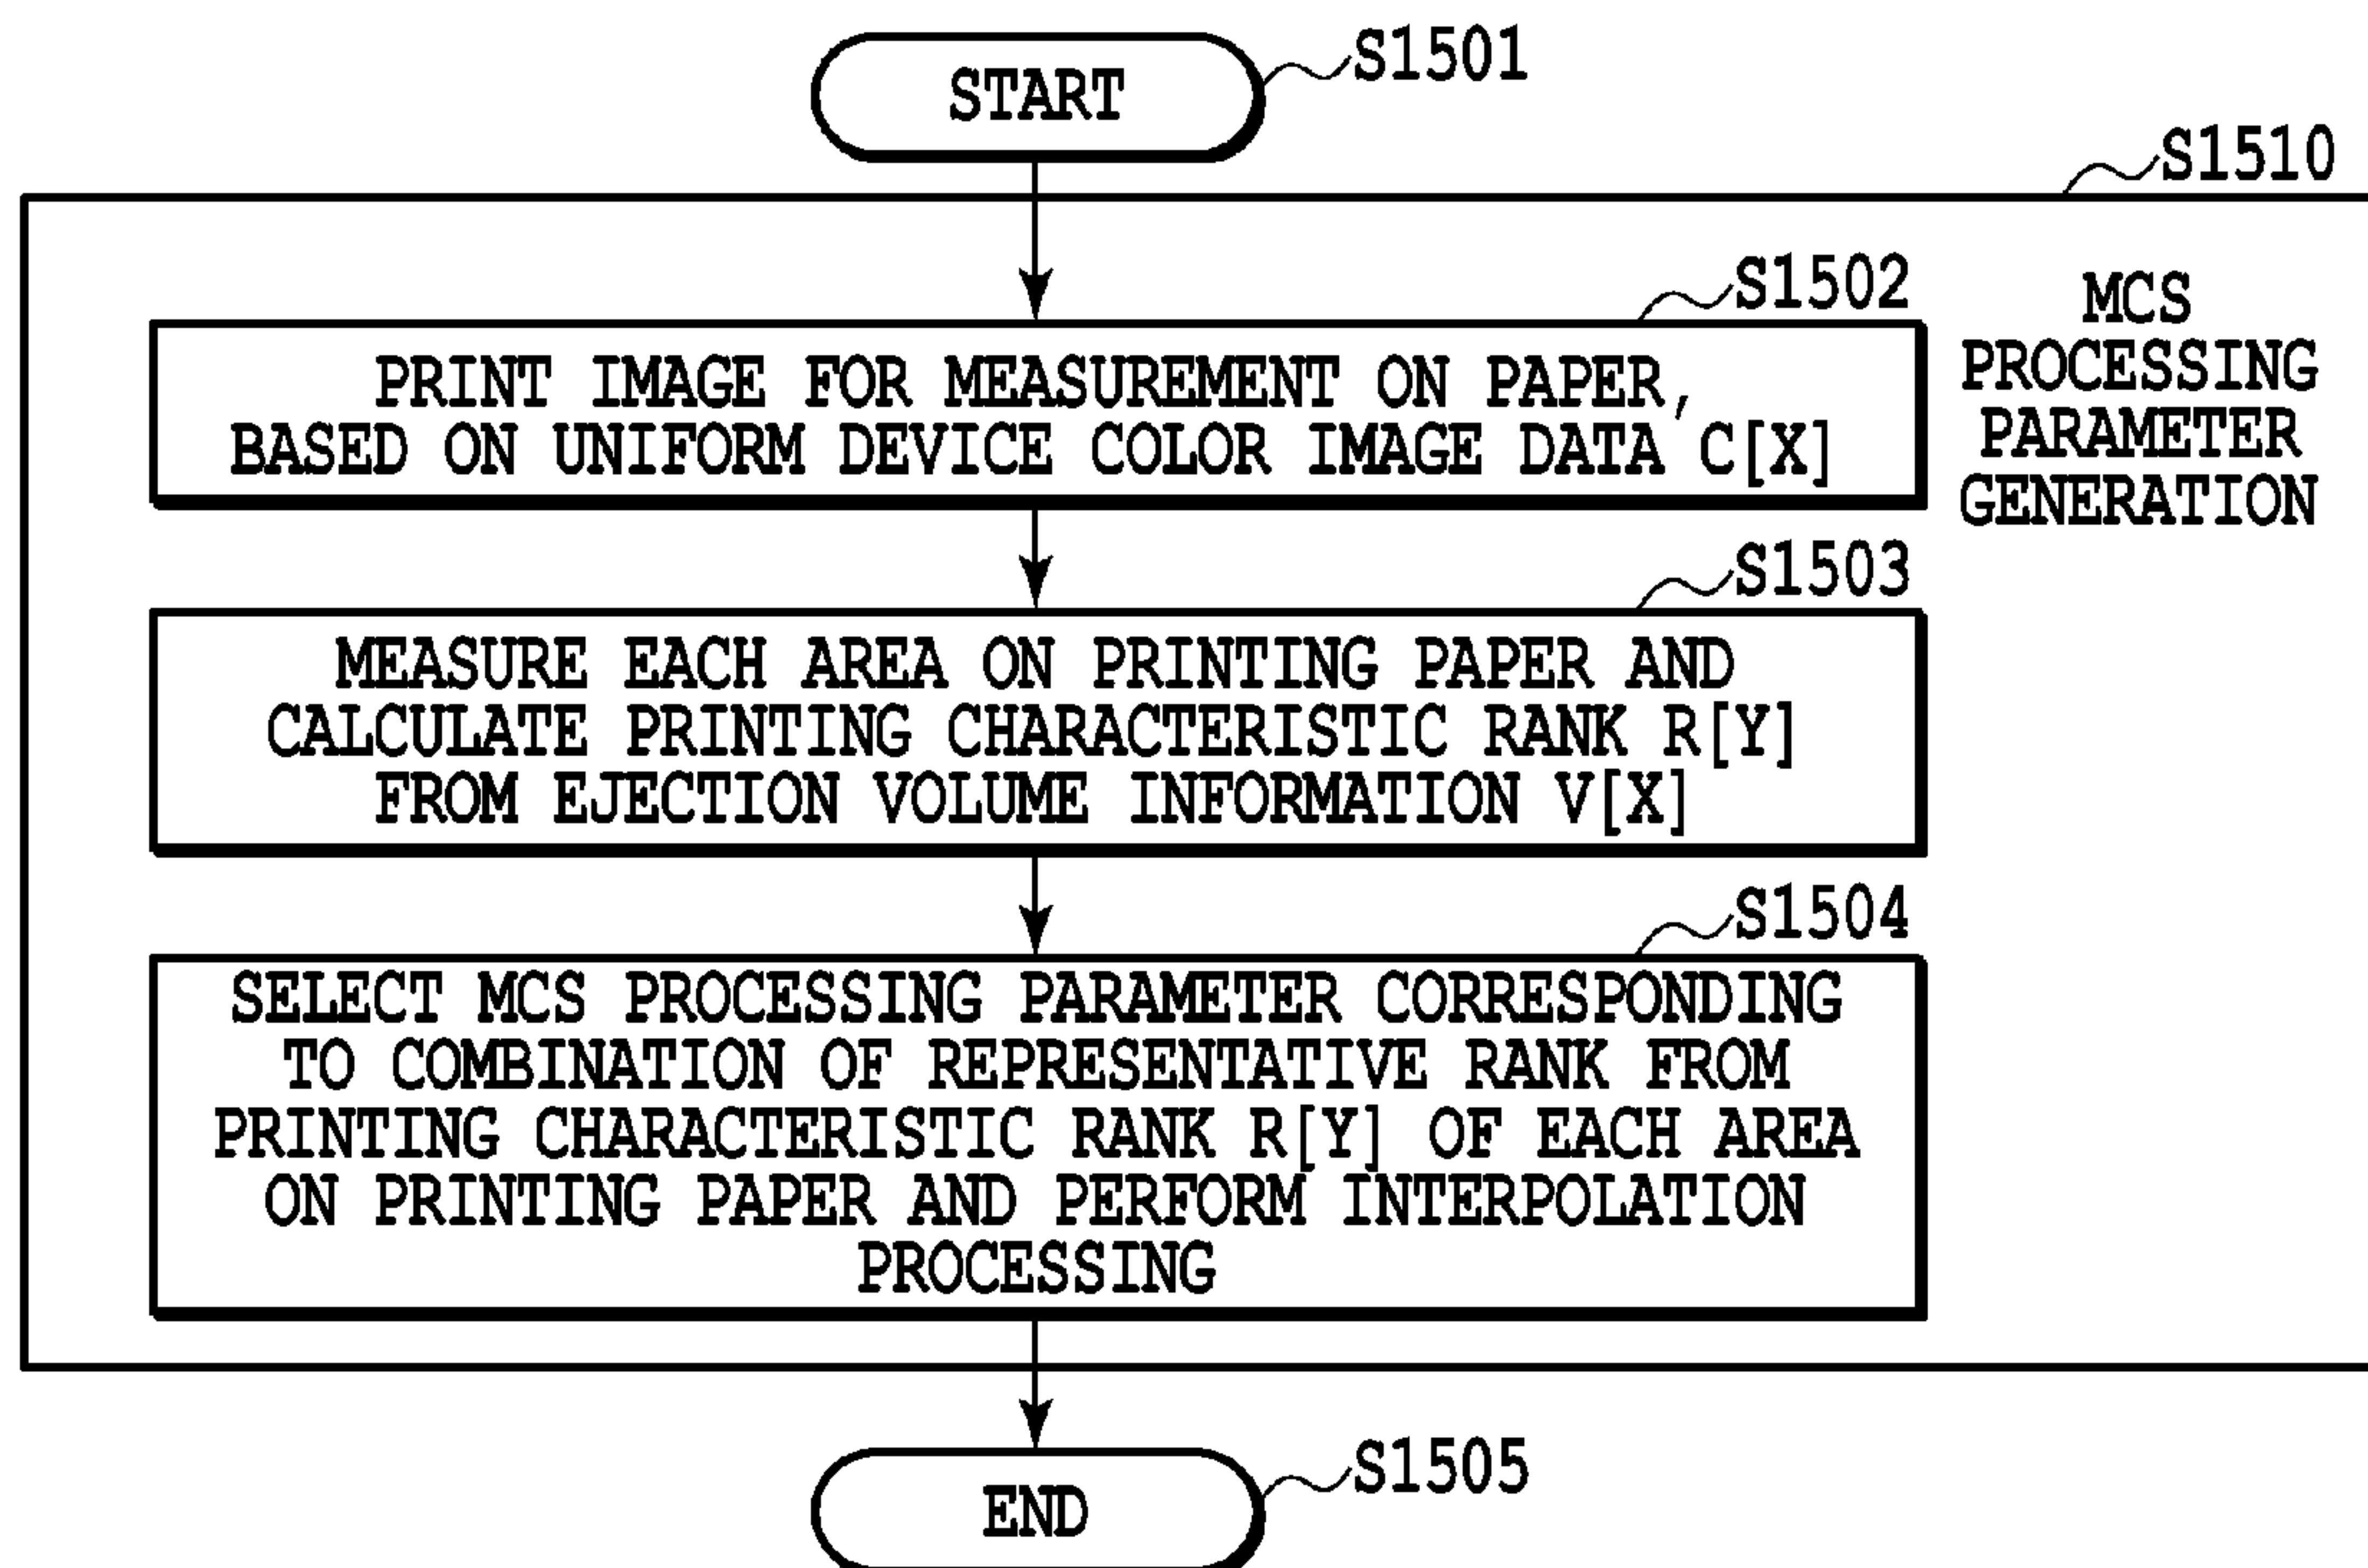 START
S1501
S1510
S1502
PRINT IMAGE FOR MEASUREMENT ON PAPER,
BASED ON UNIFORM DEVICE COLOR IMAGE DATA C[X]
MCS
PROCESSING
PARAMETER
GENERATION
S1503
MEASURE EACH AREA ON PRINTING PAPER AND
CALCULATE PRINTING CHARACTERISTIC RANK R[Y]
FROM EJECTION VOLUME INFORMATION V[X]
S1504
SELECT MCS PROCESSING PARAMETER CORRESPONDING
TO COMBINATION OF REPRESENTATIVE RANK FROM
PRINTING CHARACTERISTIC RANK R[Y] OF EACH AREA
ON PRINTING PAPER AND PERFORM INTERPOLATION
PROCESSING
END
S1505